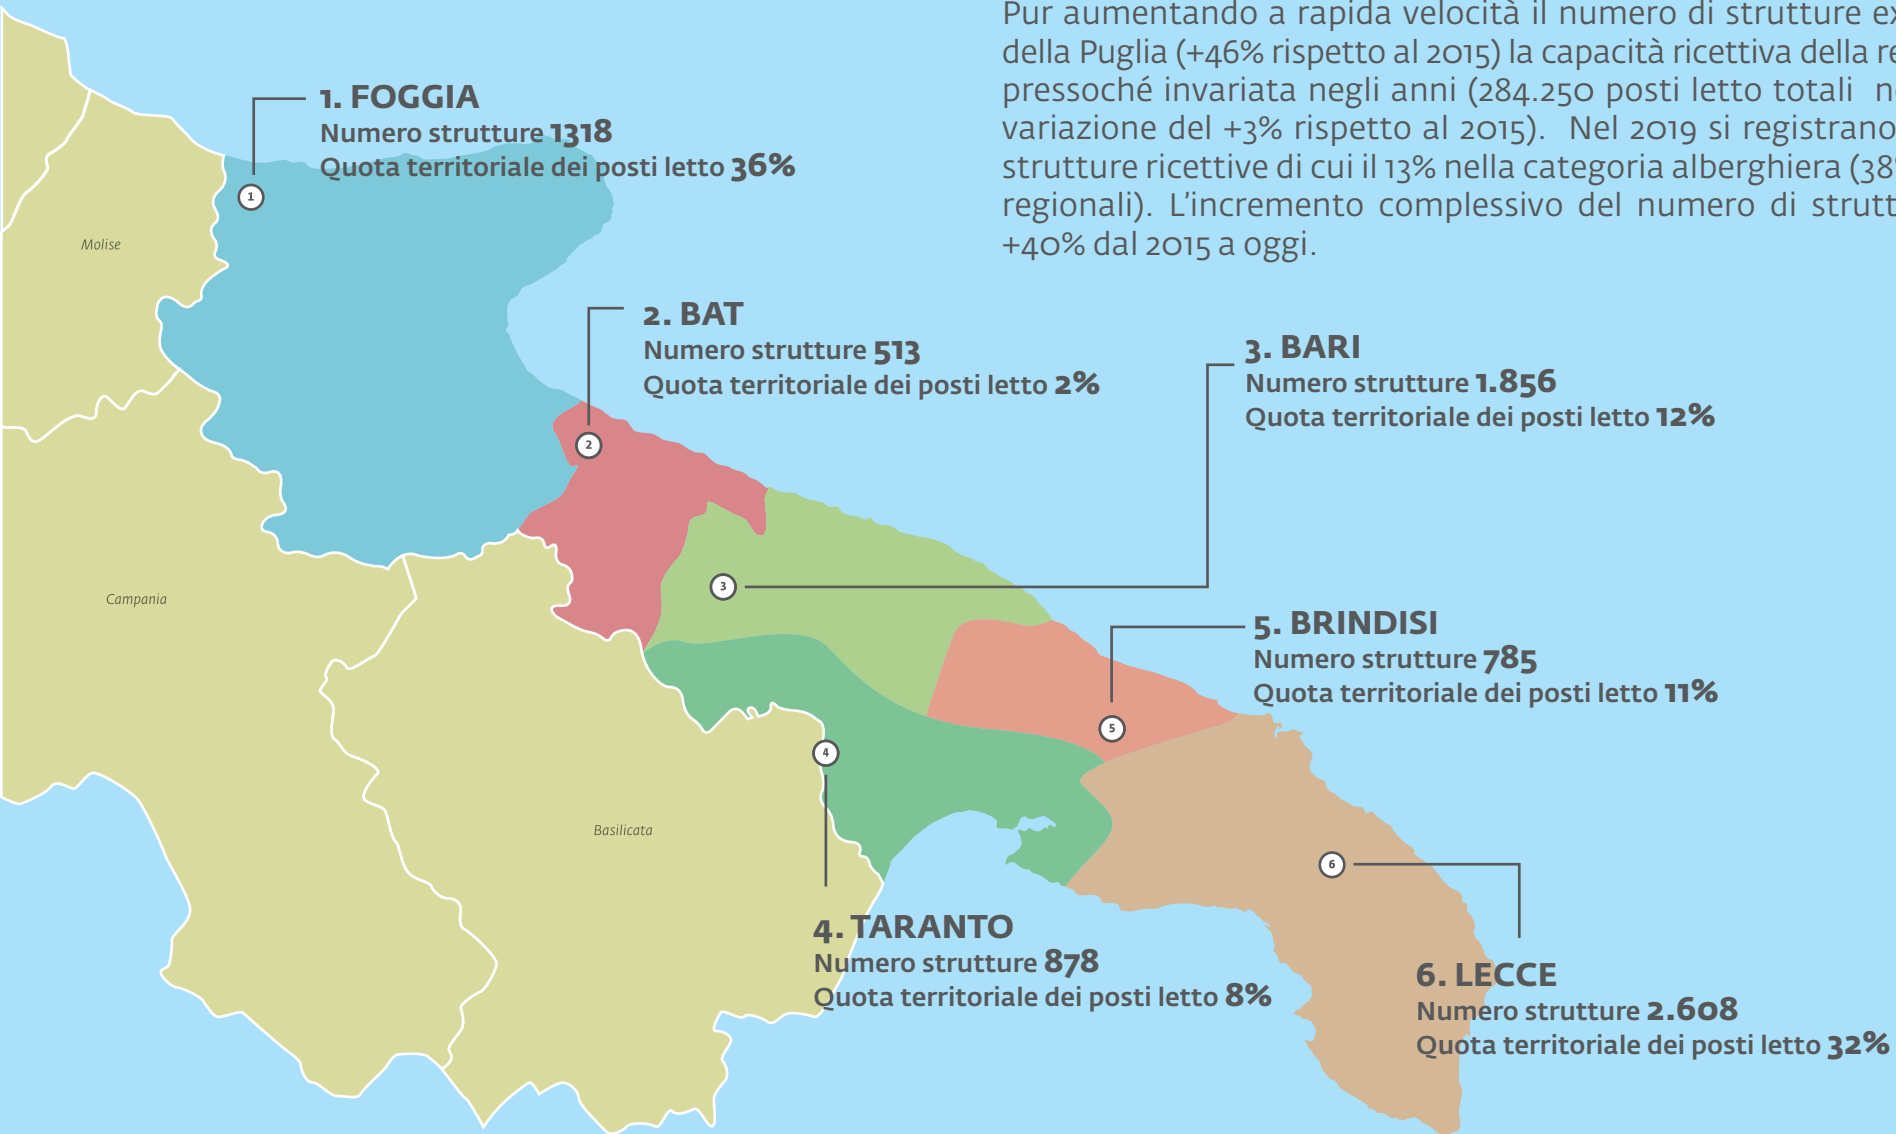 Pur aumentando a rapida velocità il numero di strutture
della Puglia (+46% rispetto al 2015) la capacità ricettiva della
pressoché invariata negli anni (284.250 posti letto totali
variazione del +3% rispetto al 2015). Nel 2019 si registrano
strutture ricettive di cui il 13% nella categoria alberghiera
regionali). L'incremento complessivo del numero di
+40% dal 2015 a oggi.
1. FOGGIA
Numero strutture 1318
Quota territoriale dei posti letto 36%
1
Molise
2. BAT
Numero strutture 513
Quota territoriale dei posti letto 2%
3. BARI
Numero strutture 1.856
Quota territoriale dei posti letto 12%
2
3
Campania
5. BRINDISI
Numero strutture 785
Quota territoriale dei posti letto 11%
5
4
Basilicata
6
4. TARANTO
Numero strutture 878
Quota territoriale dei posti letto 8%
6. LECCE
Numero strutture 2.608
Quota territoriale dei posti letto 32%